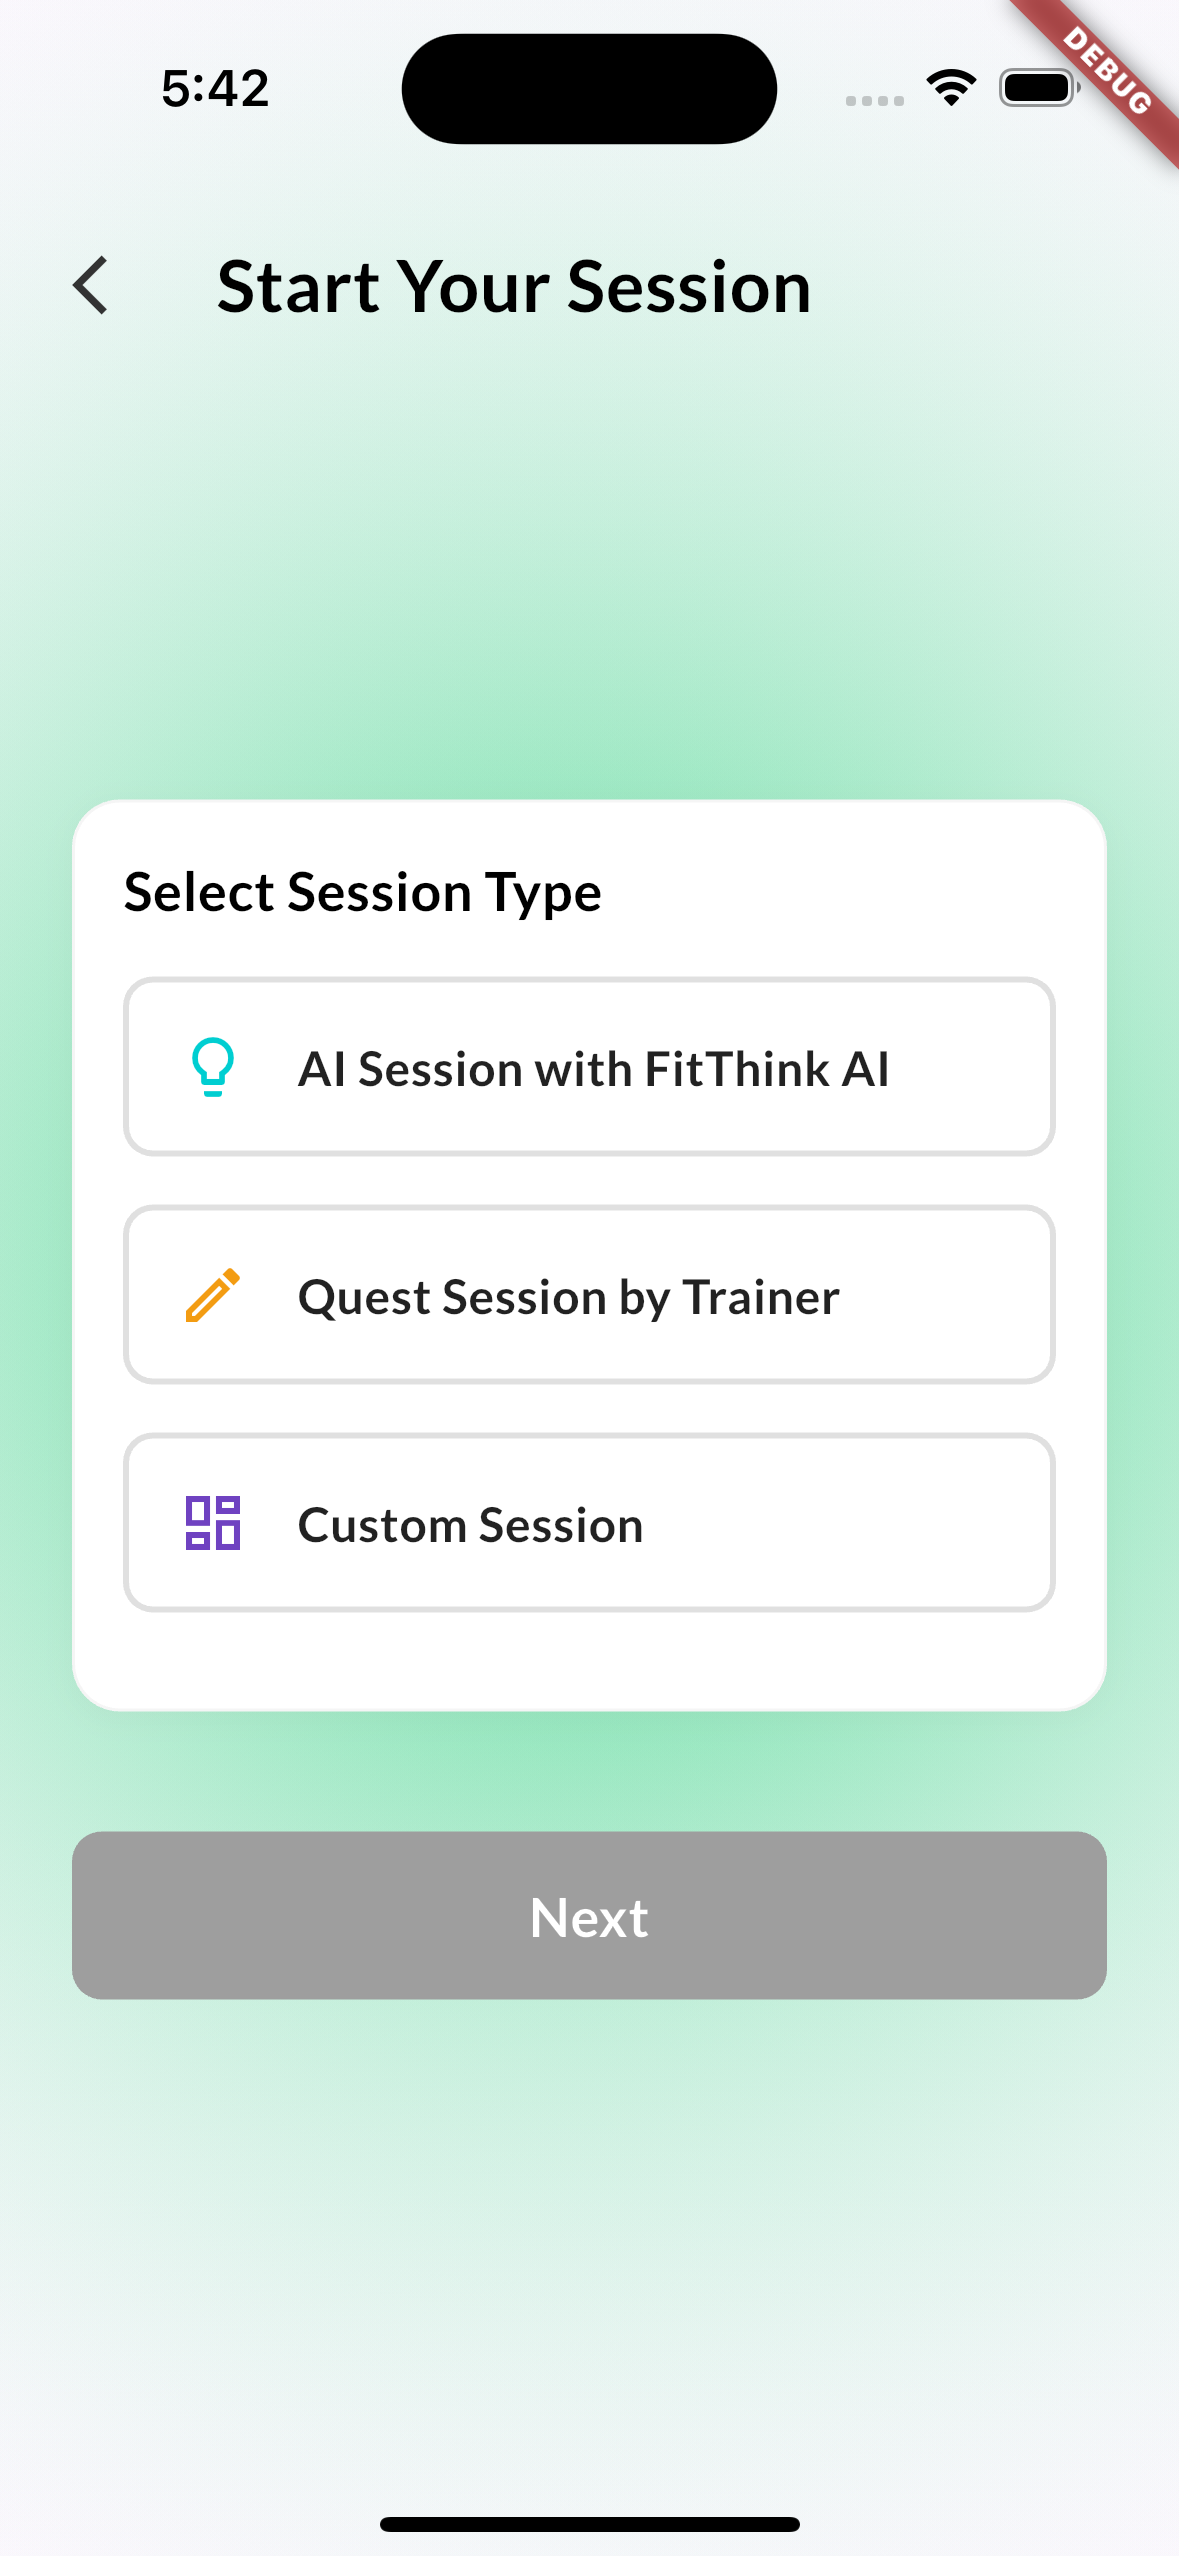 5:42
DEBUG
Start Your Session
Select Session Type
AI Session with FitThink AI
Quest Session by Trainer
Custom Session
Next